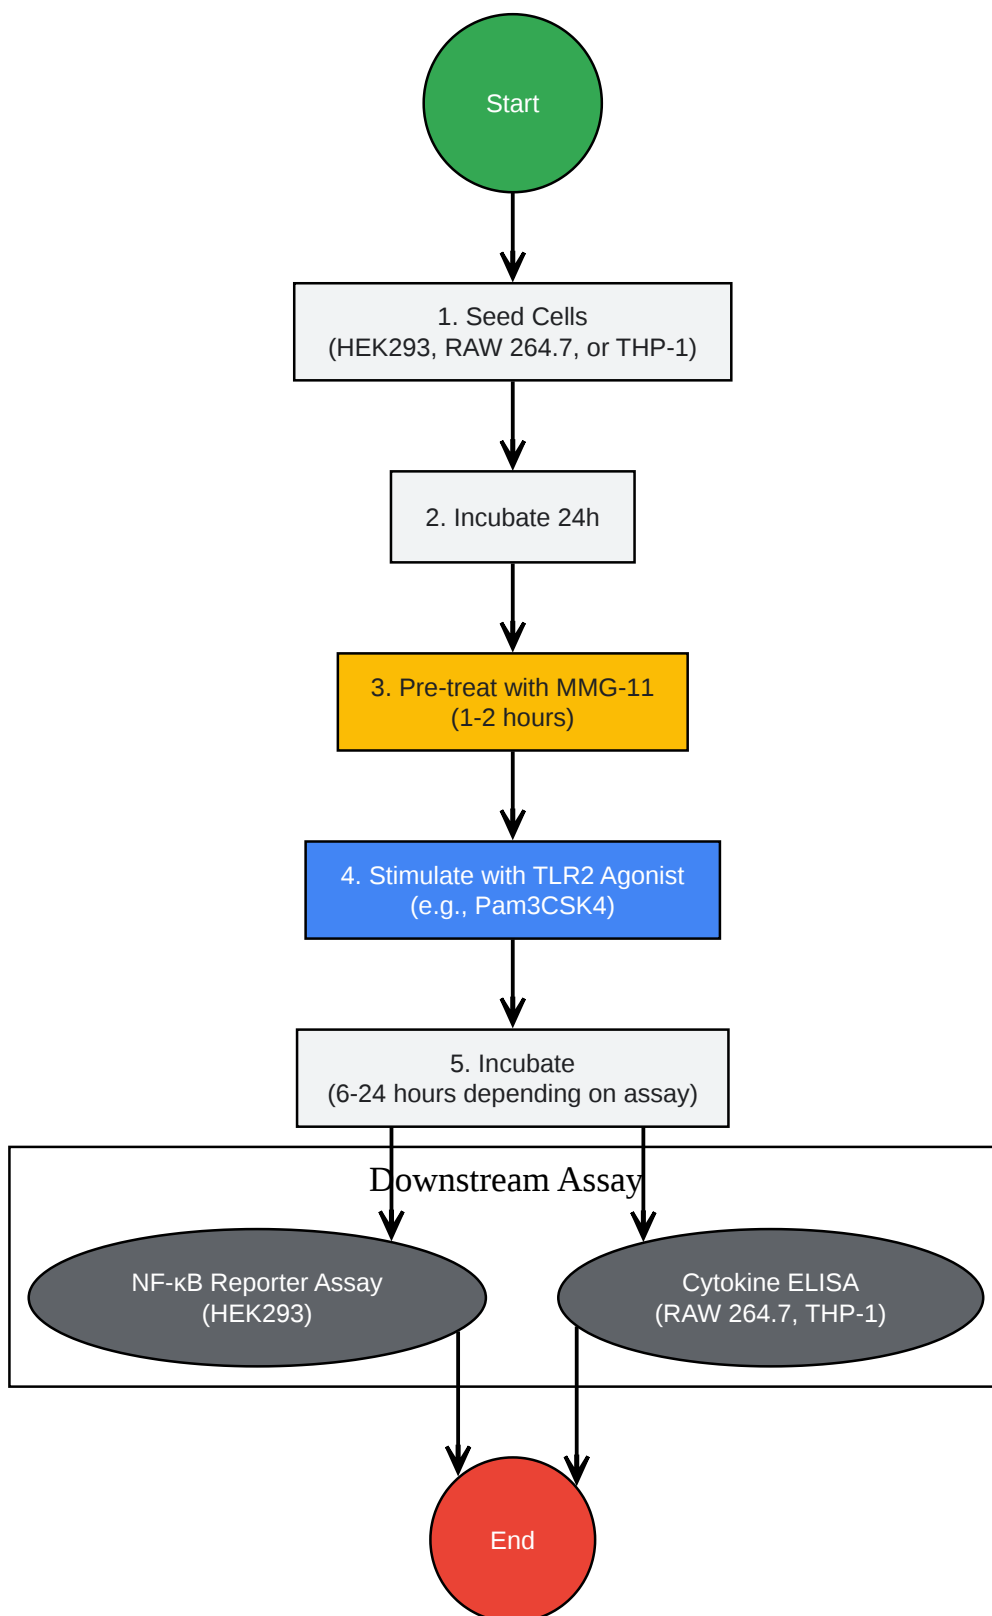 Start
1. Seed Cells
(HEK293, RAW 264.7, or THP-1)
2. Incubate 24h
3. Pre-treat with MMG-11
(1-2 hours)
4. Stimulate with TLR2 Agonist
(e.g., Pam3CSK4)
5. Incubate
(6-24 hours depending on assay)
Downstream Assay
NF-κB Reporter Assay
(HEK293)
Cytokine ELISA
(RAW 264.7, THP-1)
End